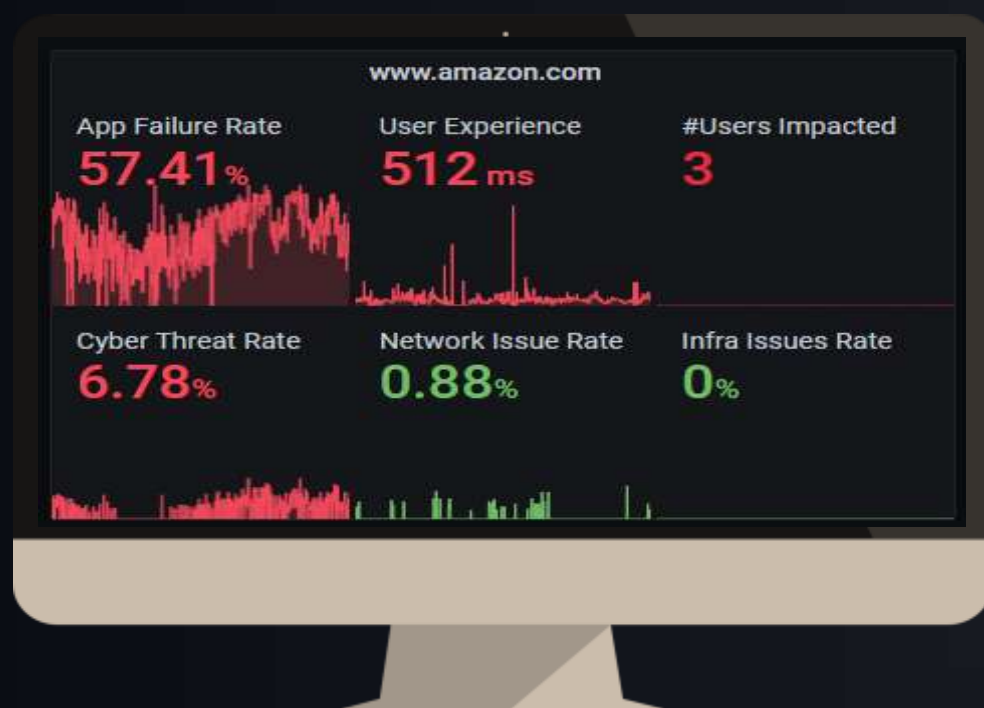 www.amazon.com
App Failure Rate
User Experience
#Users Impacted
57.41%
512 ms
3
Cyber Threat Rate
Network Issue Rate
Infra Issues Rate
6.78%
0.88%
0%